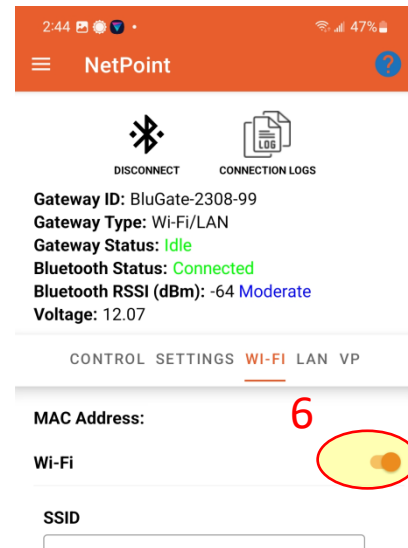 2:44
47%
NetPoint
?
DISCONNECT CONNECTION LOGS
LOG
Gateway ID: BluGate-2308-99
Gateway Type: Wi-Fi/LAN
Gateway Status: Idle
Bluetooth Status: Connected
Bluetooth RSSI (dBm): -64 Moderate
Voltage: 12.07
CONTROL SETTINGS WI-FI LAN VP
MAC Address:
6
Wi-Fi
SSID